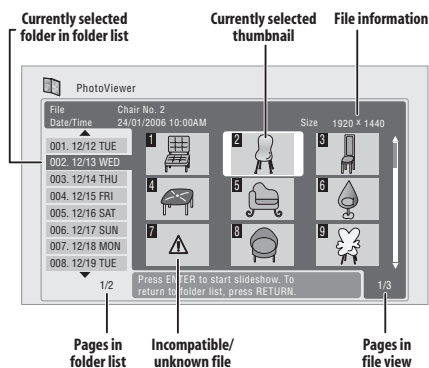 Currently selected
folder in folder list
Currently selected
thumbnail
File information
PhotoViewer
File Chair No. 2
Date/Time 24/01/2006 10:00AM Size 1920 x 1440
001. 12/12 TUE
002. 12/13 WED
003. 12/14 THU
004. 12/15 FRI
005. 12/16 SAT
006. 12/17 SUN
007. 12/18 MON
008. 12/19 TUE
1/2
1 2 3
4 5 6
7 8 9
Press ENTER to start slideshow. To
return to folder list, press RETURN.
1/3
Pages in
folder list
Incompatible/
unknown file
Pages in
file view